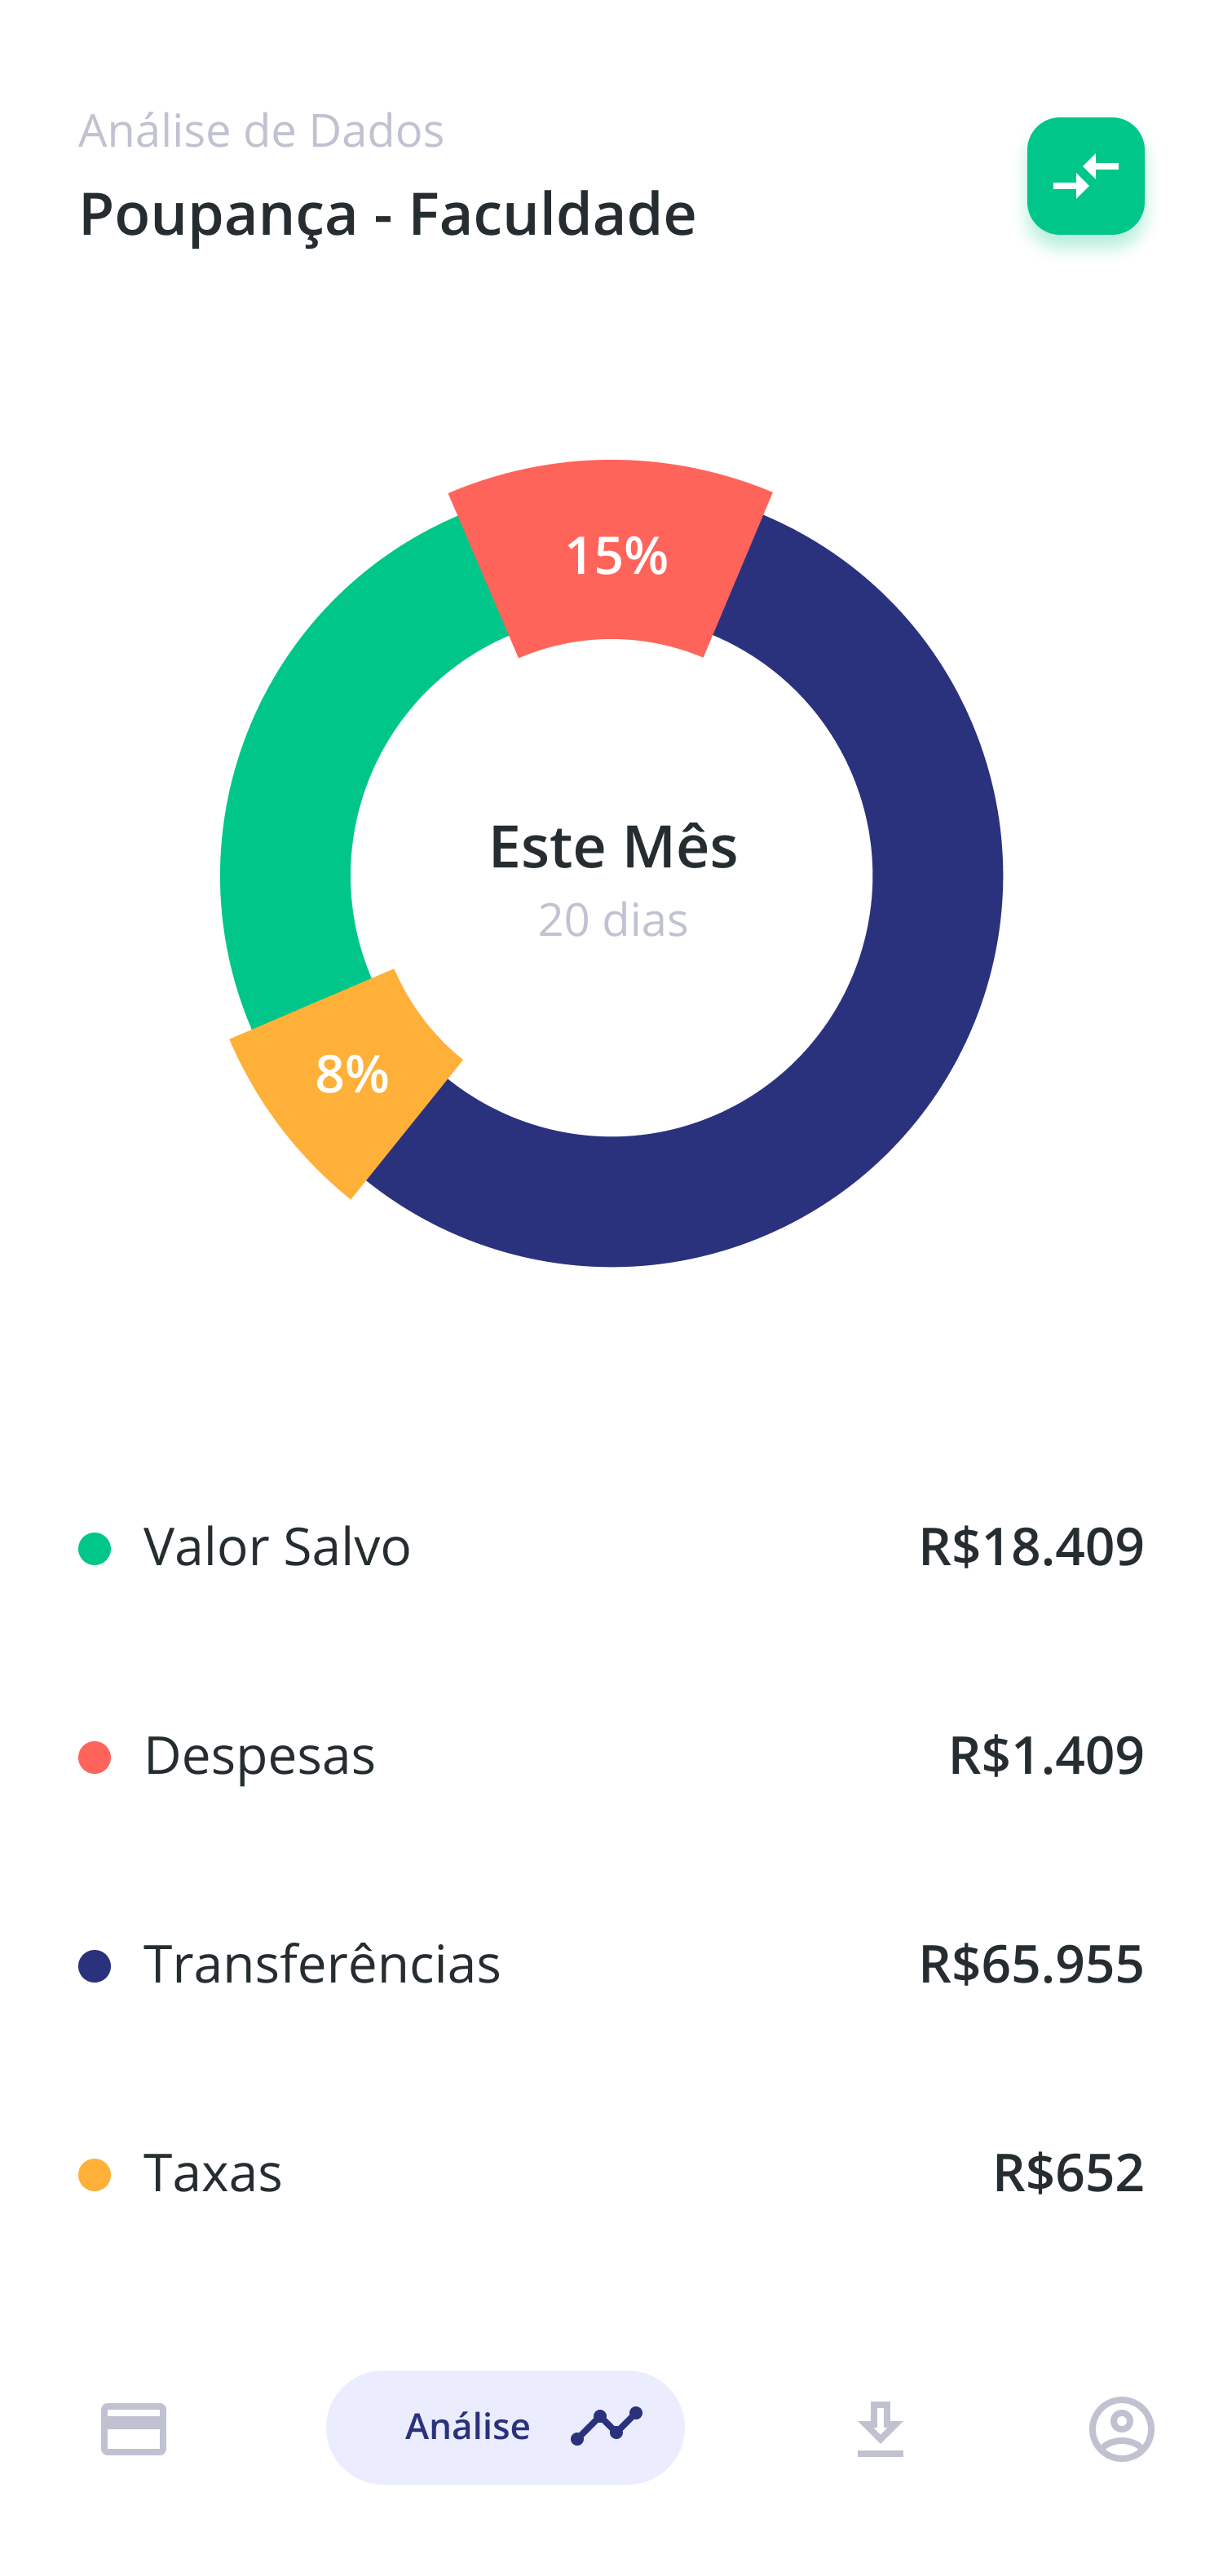 Análise de Dados
Poupança - Faculdade
15%
Este Mês
20 dias
8%
Valor Salvo R$18.409
Despesas R$1.409
Transferências R$65.955
Taxas R$652
Análise